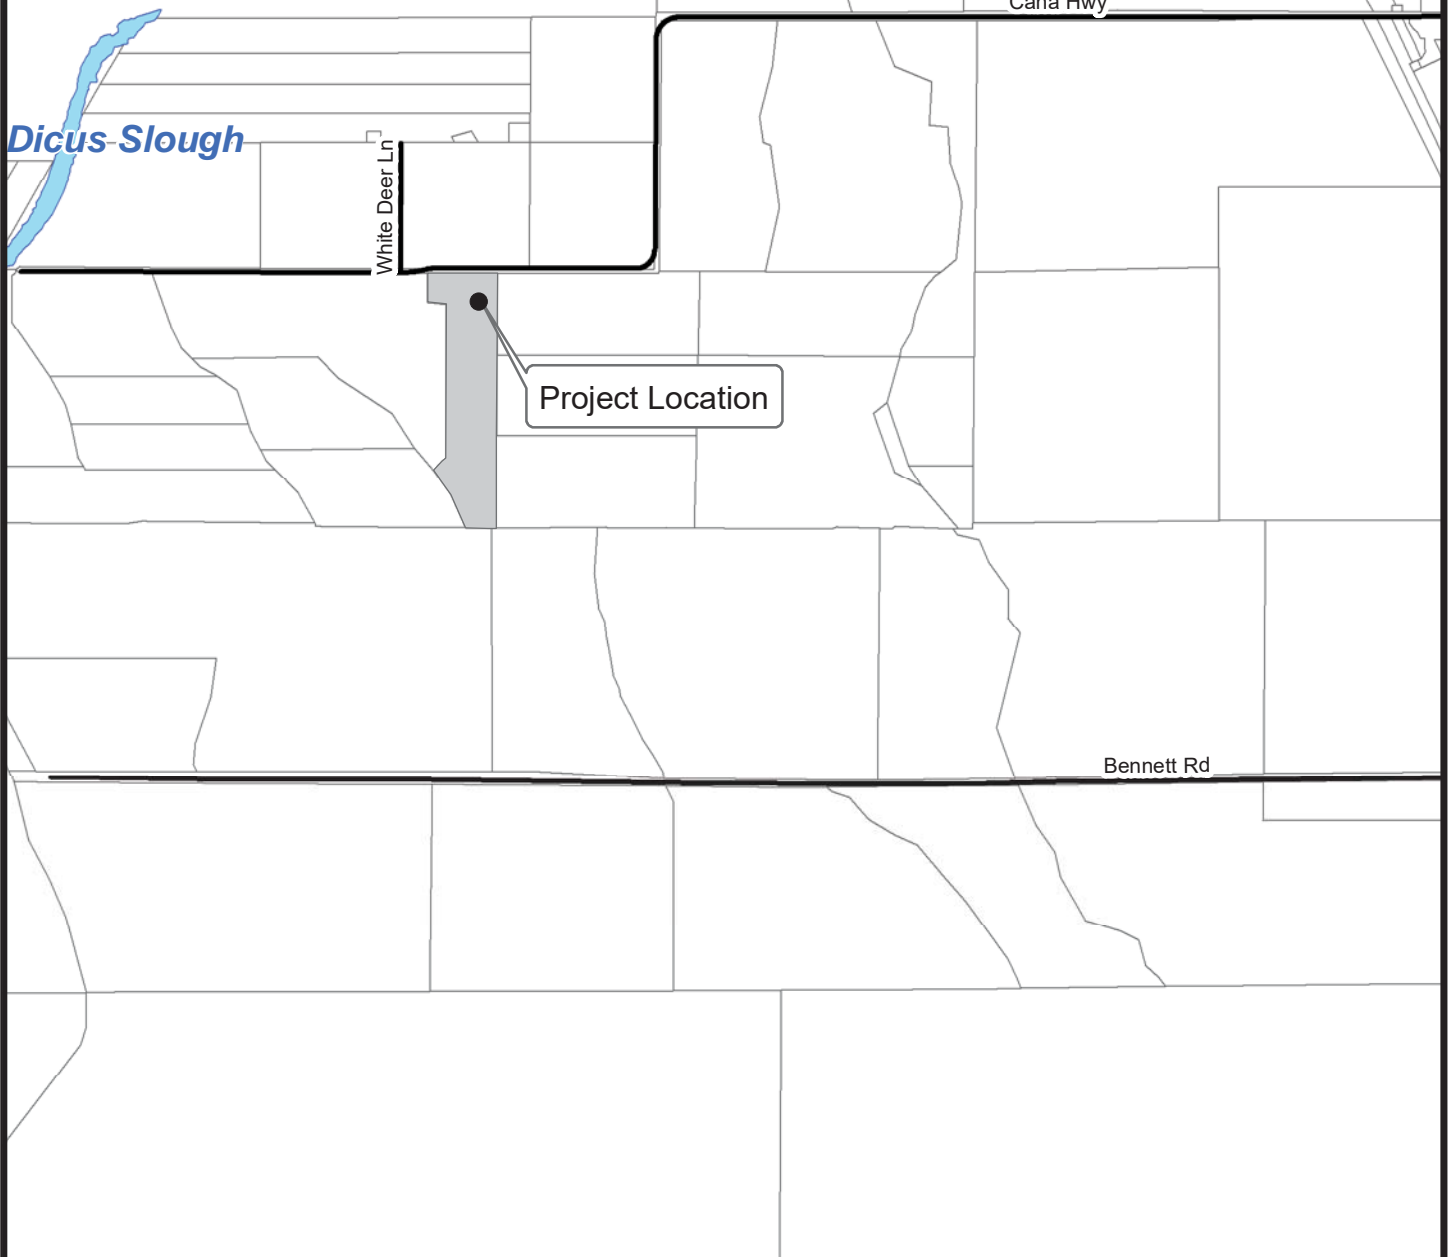 Cana Hwy
Dicus Slough
White Deer Ln
Project Location
Bennett Rd